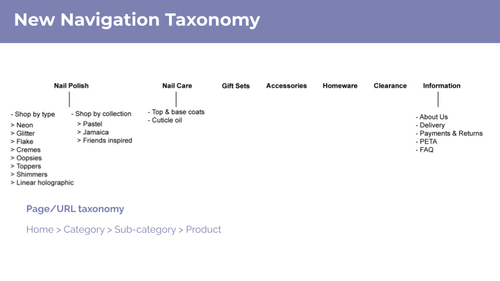 New Navigation Taxonomy
Nail Polish
Nail Care
Gift Sets
Accessories
Homeware
Clearance
Information
- Shop by type
> Neon
> Glitter
> Flake
> Cremes
> Oopsies
> Toppers
> Shimmers
> Linear holographic
- Shop by collection
> Pastel
> Jamaica
> Friends inspired
- Top & base coats
- Cuticle oil
- About Us
- Delivery
- Payments & Returns
- PETA
- FAQ
Page/URL taxonomy
Home > Category > Sub-category > Product